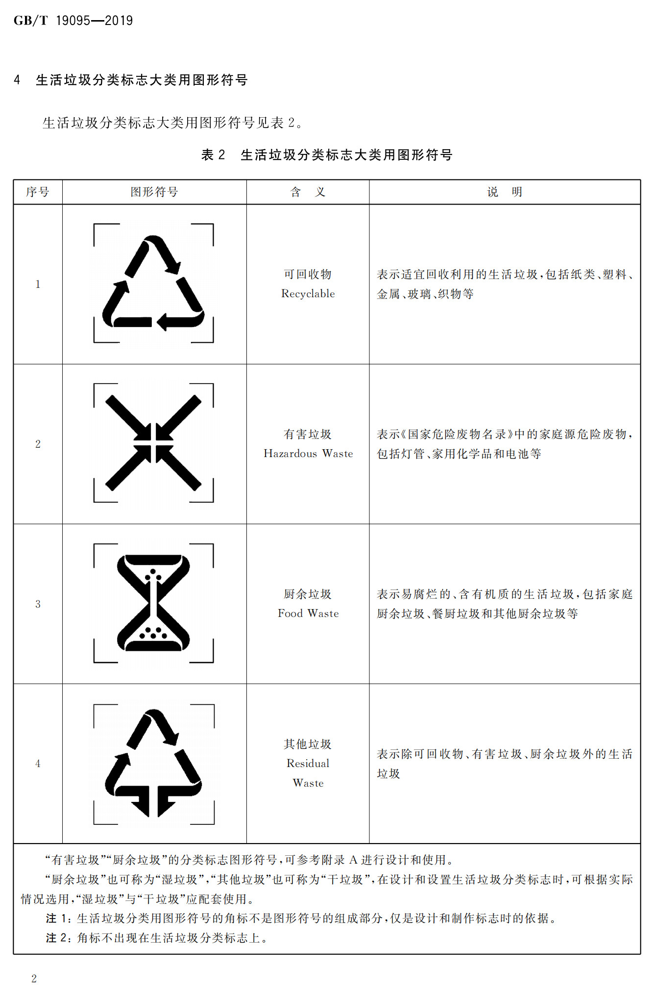 GB/T 19095—2019
4 生活垃圾分类标志大类用图形符号
生活垃圾分类标志大类用图形符号见表 2。
表 2 生活垃圾分类标志大类用图形符号
序号 图形符号 含 义 说 明
1
可回收物
Recyclable
表示适宜回收利用的生活垃圾,包括纸类、塑料、
金属、玻璃、织物等
2
有害垃圾
Hazardous Waste
表示《国家危险废物名录》中的家庭源危险废物,
包括灯管、家用化学品和电池等
3
厨余垃圾
Food Waste
表示易腐烂的、含有机质的生活垃圾,包括家庭
厨余垃圾、餐厨垃圾和其他厨余垃圾等
4
其他垃圾
Residual
Waste
表示除可回收物、有害垃圾、厨余垃圾外的生活
垃圾
“有害垃圾”“厨余垃圾”的分类标志图形符号,可参考附录 A 进行设计和使用。
“厨余垃圾”也可称为“湿垃圾”,“其他垃圾”也可称为“干垃圾”,在设计和设置生活垃圾分类标志时,可根据实际
情况选用,“湿垃圾”与“干垃圾”应配套使用。
注 1: 生活垃圾分类用图形符号的角标不是图形符号的组成部分,仅是设计和制作标志时的依据。
注 2: 角标不出现在生活垃圾分类标志上。
2